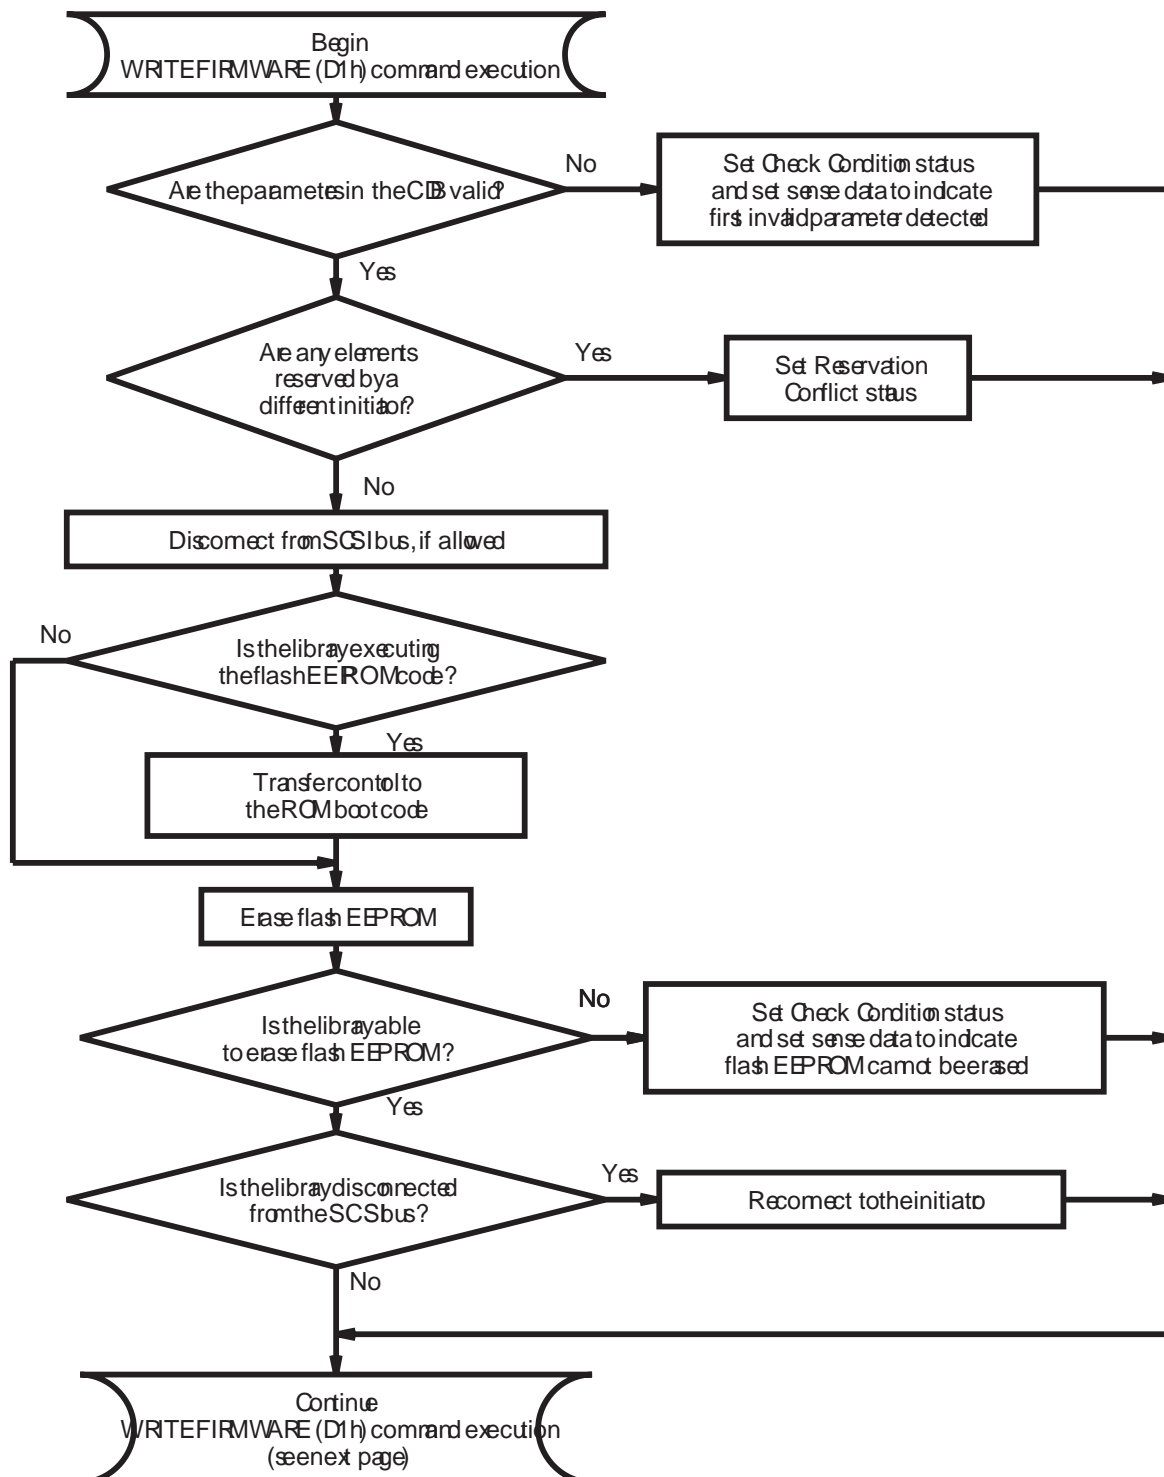 Begin
WRITE FIRMWARE (D1h) command execution
Are the parameters in the CDB valid?
No
Set Check Condition status
and set sense data to indicate
first invalid parameter detected
Yes
Are any elements
reserved by a
different initiator?
Yes
Set Reservation
Conflict status
No
Disconnect from SCSI bus, if allowed
No
Is the library executing
the flash EEPROM code?
Yes
Transfer control to
the ROM boot code
Erase flash EEPROM
Is the library able
to erase flash EEPROM?
No
Set Check Condition status
and set sense data to indicate
flash EEPROM cannot be erased
Yes
Is the library disconnected
from the SCSI bus?
Yes
Reconnect to the initiator
No
Continue
WRITE FIRMWARE (D1h) command execution
(see next page)